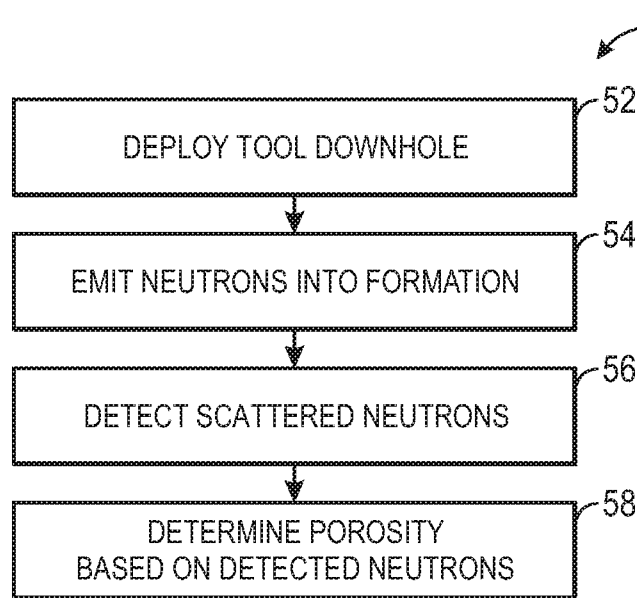 52
DEPLOY TOOL DOWNHOLE
54
EMIT NEUTRONS INTO FORMATION
56
DETECT SCATTERED NEUTRONS
58
DETERMINE POROSITY
BASED ON DETECTED NEUTRONS